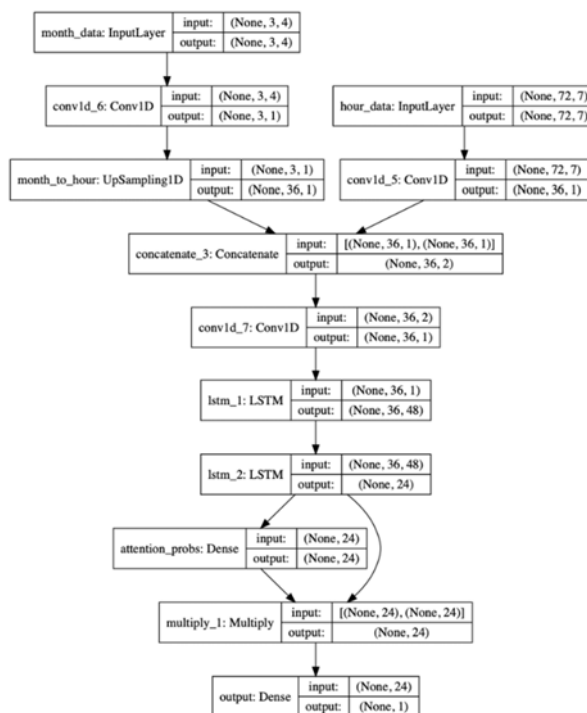 month_data: InputLayer
input: (None, 3, 4)
output: (None, 3, 4)
conv1d_6: Conv1D
input: (None, 3, 4)
output: (None, 3, 1)
hour_data: InputLayer
input: (None, 72, 7)
output: (None, 72, 7)
month_to_hour: UpSampling1D
input: (None, 3, 1)
output: (None, 36, 1)
conv1d_5: Conv1D
input: (None, 72, 7)
output: (None, 36, 1)
concatenate_3: Concatenate
input: [(None, 36, 1), (None, 36, 1)]
output: (None, 36, 2)
conv1d_7: Conv1D
input: (None, 36, 2)
output: (None, 36, 1)
lstm_1: LSTM
input: (None, 36, 1)
output: (None, 36, 48)
lstm_2: LSTM
input: (None, 36, 48)
output: (None, 24)
attention_probs: Dense
input: (None, 24)
output: (None, 24)
multiply_1: Multiply
input: [(None, 24), (None, 24)]
output: (None, 24)
output: Dense
input: (None, 24)
output: (None, 1)